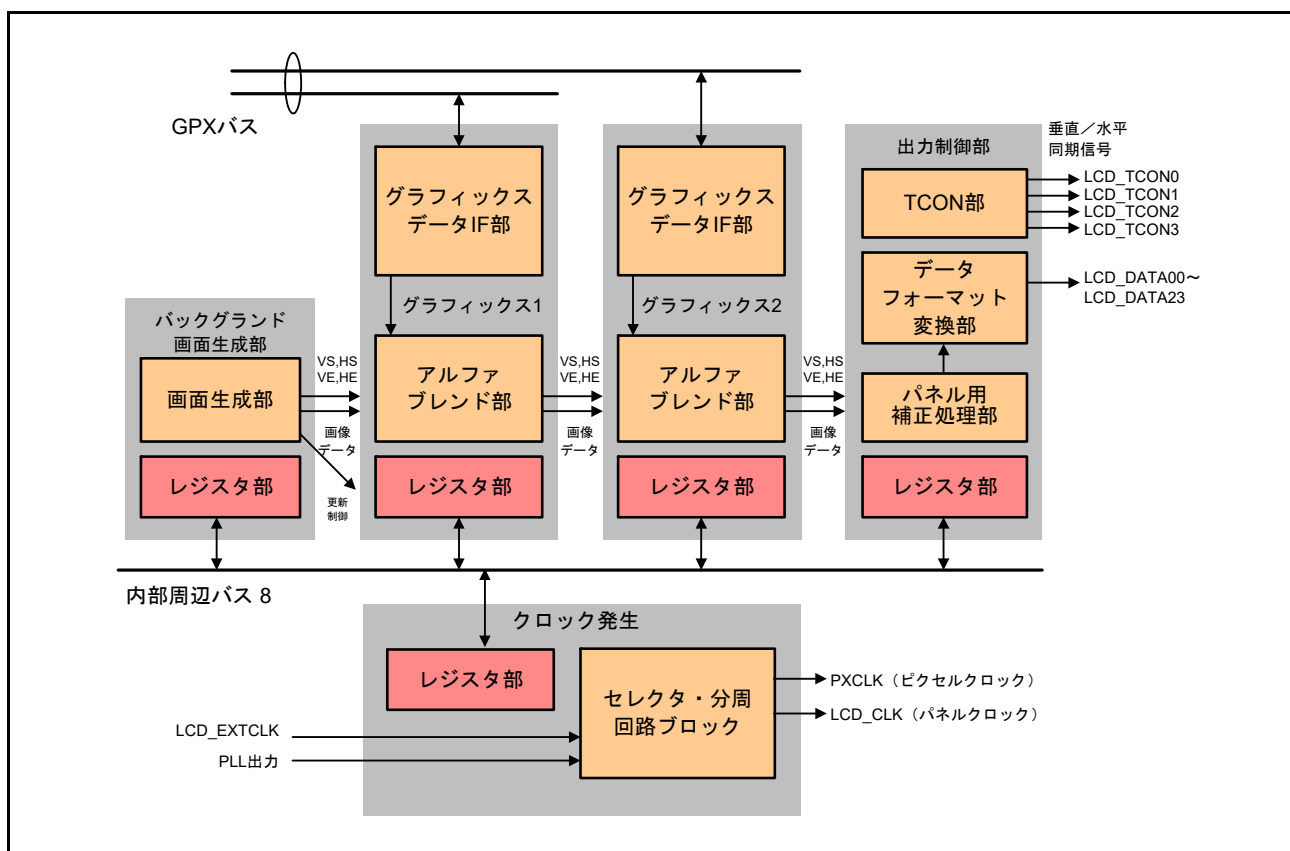 GPXバス
グラフィックス
データIF部
グラフィックス1
アルファ
ブレンド部
レジスタ部
グラフィックス
データIF部
グラフィックス2
アルファ
ブレンド部
レジスタ部
出力制御部
TCON部
データ
フォーマット
変換部
パネル用
補正処理部
レジスタ部
垂直／水平
同期信号
LCD_TCON0
LCD_TCON1
LCD_TCON2
LCD_TCON3
LCD_DATA00～
LCD_DATA23
バックグランド
画面生成部
画面生成部
レジスタ部
VS,HS
VE,HE
画像
データ
更新
制御
VS,HS
VE,HE
画像
データ
VS,HS
VE,HE
画像
データ
内部周辺バス 8
クロック発生
レジスタ部
セレクタ・分周
回路ブロック
LCD_EXTCLK
PLL出力
PXCLK（ピクセルクロック）
LCD_CLK（パネルクロック）